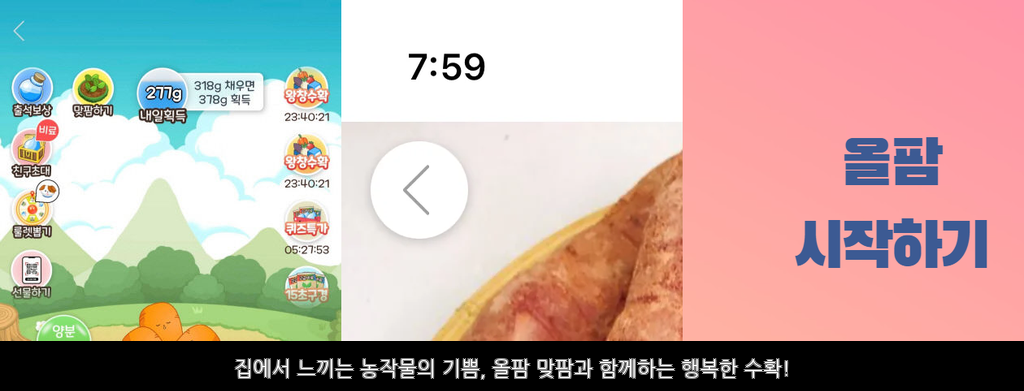 277g
318g 채우면
378g 획득
출석보상
맞팜하기
내일획득
왕창수확
23:40:21
비료
친구초대
왕창수확
23:40:21
룰렛뽑기
퀴즈특가
05:27:53
선물하기
15초구경
양분
7:59
올팜
시작하기
집에서 느끼는 농작물의 기쁨, 올팜 맞팜과 함께하는 행복한 수확!